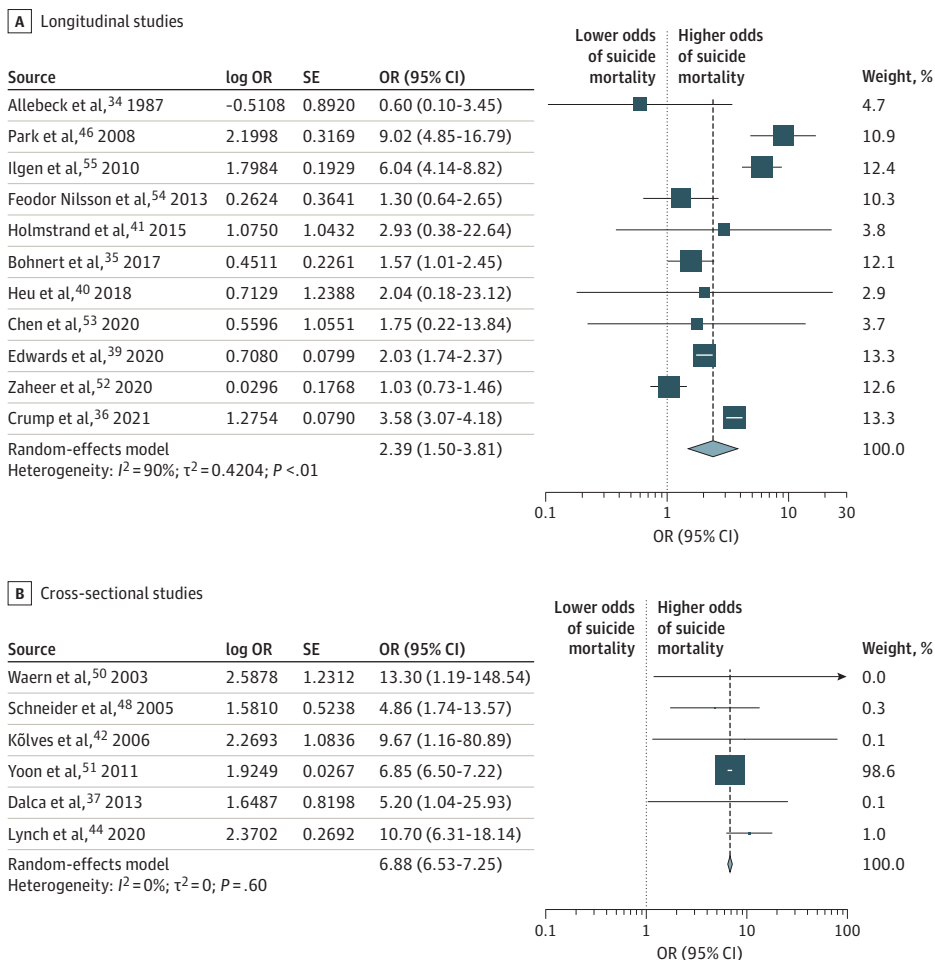 A Longitudinal studies
Lower odds of suicide mortality
Higher odds of suicide mortality
Source log OR SE OR (95% CI) Weight, %
Allebeck et al,34 1987 -0.5108 0.8920 0.60 (0.10-3.45) 4.7
Park et al,46 2008 2.1998 0.3169 9.02 (4.85-16.79) 10.9
Ilgen et al,55 2010 1.7984 0.1929 6.04 (4.14-8.82) 12.4
Feodor Nilsson et al,54 2013 0.2624 0.3641 1.30 (0.64-2.65) 10.3
Holmstrand et al,41 2015 1.0750 1.0432 2.93 (0.38-22.64) 3.8
Bohnert et al,35 2017 0.4511 0.2261 1.57 (1.01-2.45) 12.1
Heu et al,40 2018 0.7129 1.2388 2.04 (0.18-23.12) 2.9
Chen et al,53 2020 0.5596 1.0551 1.75 (0.22-13.84) 3.7
Edwards et al,39 2020 0.7080 0.0799 2.03 (1.74-2.37) 13.3
Zaheer et al,52 2020 0.0296 0.1768 1.03 (0.73-1.46) 12.6
Crump et al,36 2021 1.2754 0.0790 3.58 (3.07-4.18) 13.3
Random-effects model 2.39 (1.50-3.81) 100.0
Heterogeneity: I2 = 90%; τ2 = 0.4204; P <.01
0.1 1 10 30
OR (95% CI)
B Cross-sectional studies
Lower odds of suicide mortality
Higher odds of suicide mortality
Source log OR SE OR (95% CI) Weight, %
Waern et al,50 2003 2.5878 1.2312 13.30 (1.19-148.54) 0.0
Schneider et al,48 2005 1.5810 0.5238 4.86 (1.74-13.57) 0.3
Kõlves et al,42 2006 2.2693 1.0836 9.67 (1.16-80.89) 0.1
Yoon et al,51 2011 1.9249 0.0267 6.85 (6.50-7.22) 98.6
Dalca et al,37 2013 1.6487 0.8198 5.20 (1.04-25.93) 0.1
Lynch et al,44 2020 2.3702 0.2692 10.70 (6.31-18.14) 1.0
Random-effects model 6.88 (6.53-7.25) 100.0
Heterogeneity: I2 = 0%; τ2 = 0; P = .60
0.1 1 10 100
OR (95% CI)